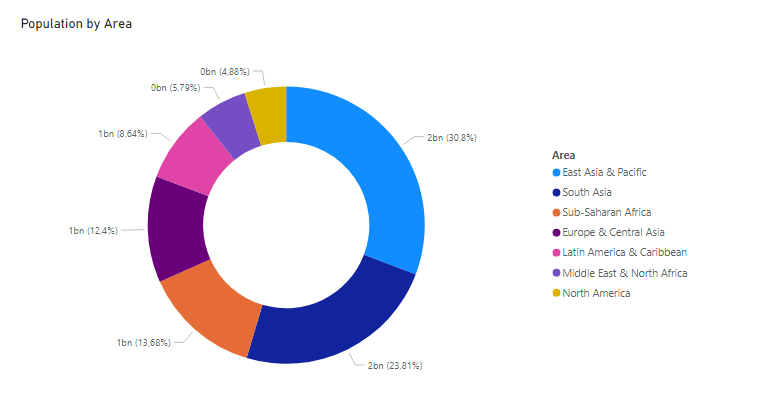 Population by Area
0bn (4,88%)
0bn (5,79%)
1bn (8,64%)
2bn (30,8%)
1bn (12,4%)
1bn (13,68%)
2bn (23,81%)
Area
East Asia & Pacific
South Asia
Sub-Saharan Africa
Europe & Central Asia
Latin America & Caribbean
Middle East & North Africa
North America